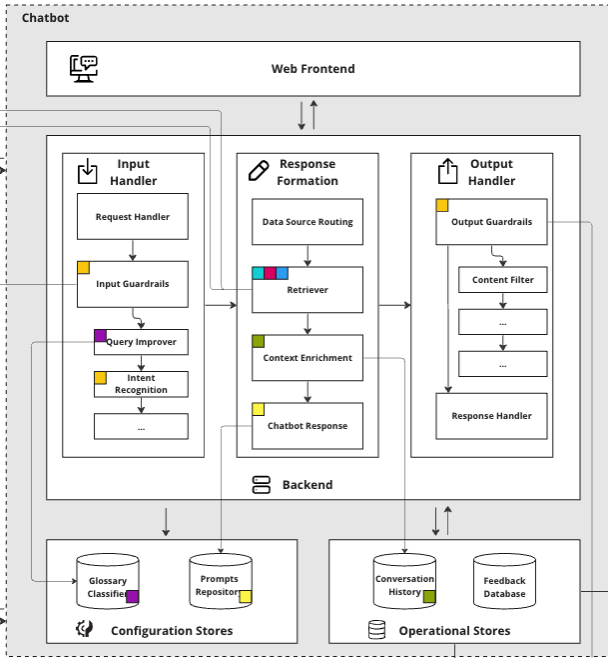 Chatbot
Web Frontend
Input
Handler
Request Handler
Input Guardrails
Query Improver
Intent
Recognition
...
Response
Formation
Data Source Routing
Retriever
Context Enrichment
Chatbot Response
Output
Handler
Output Guardrails
Content Filter
...
...
Response Handler
Backend
Glossary
Classifier
Prompts
Repository
Configuration Stores
Conversation
History
Feedback
Database
Operational Stores